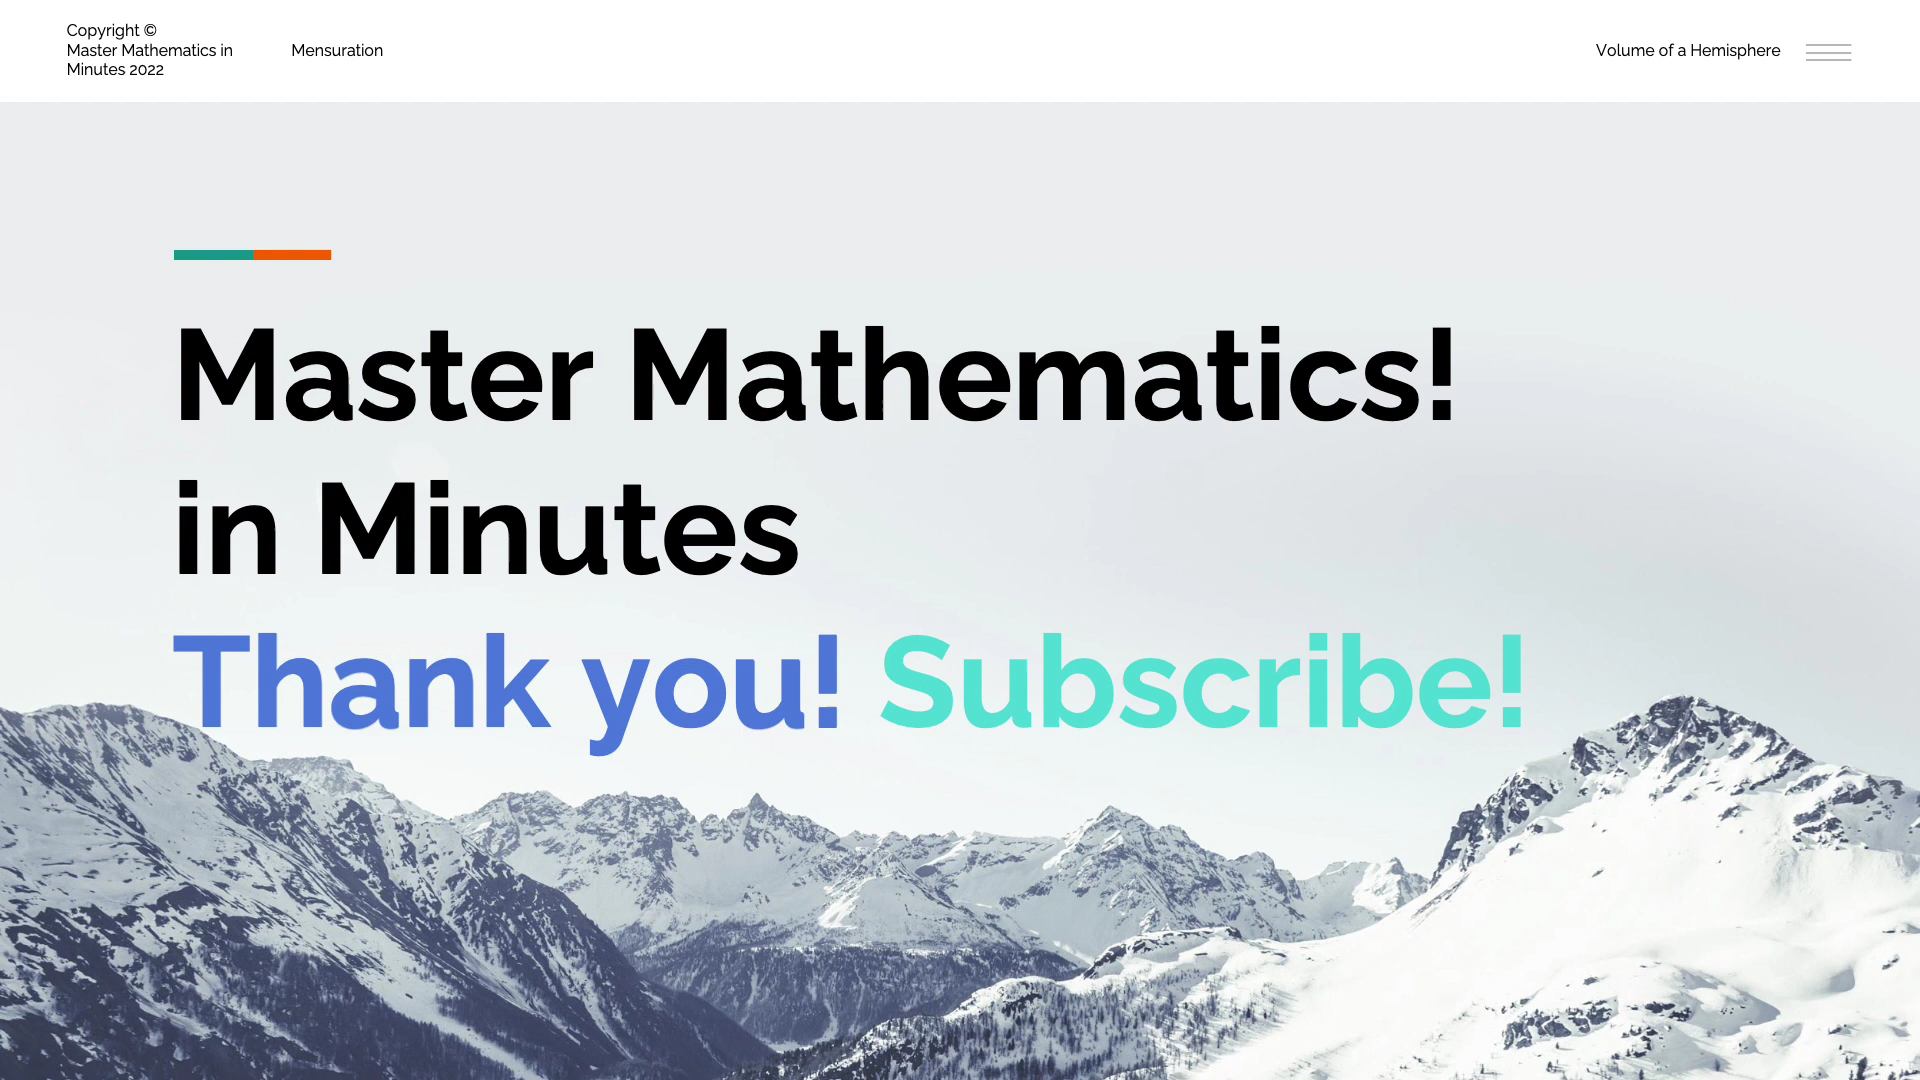 Copyright ©
Master Mathematics in
Minutes 2022
Mensuration
Volume of a Hemisphere
Master Mathematics!
in Minutes
Thank you! Subscribe!